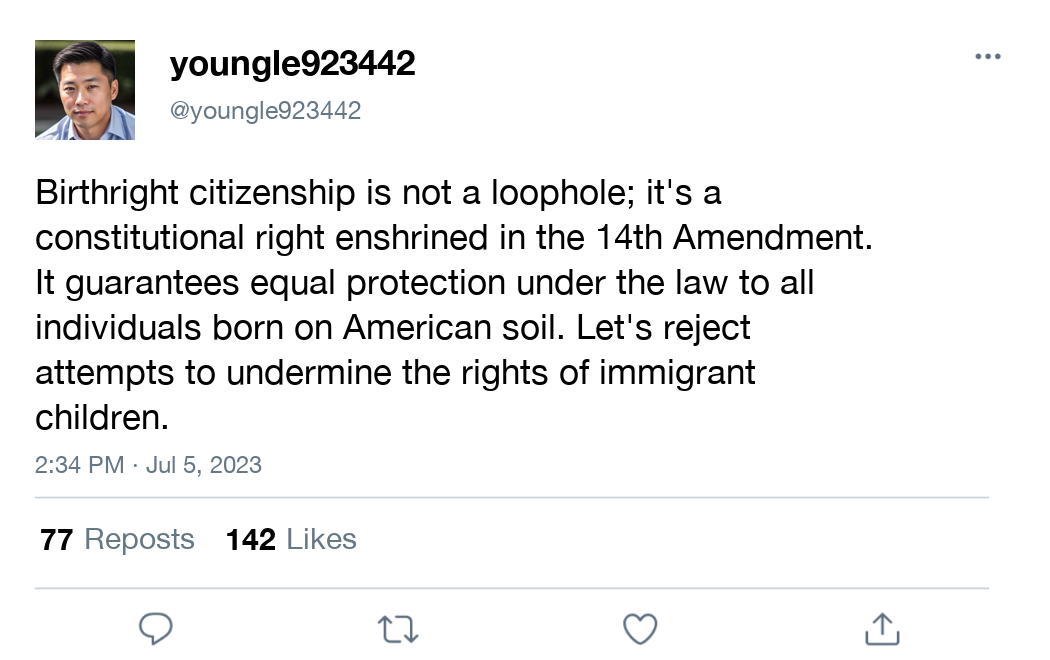 youngle923442
@youngle923442
Birthright citizenship is not a loophole; it's a
constitutional right enshrined in the 14th Amendment.
It guarantees equal protection under the law to all
individuals born on American soil. Let's reject
attempts to undermine the rights of immigrant
children.
2:34 PM · Jul 5, 2023
77 Reposts 142 Likes